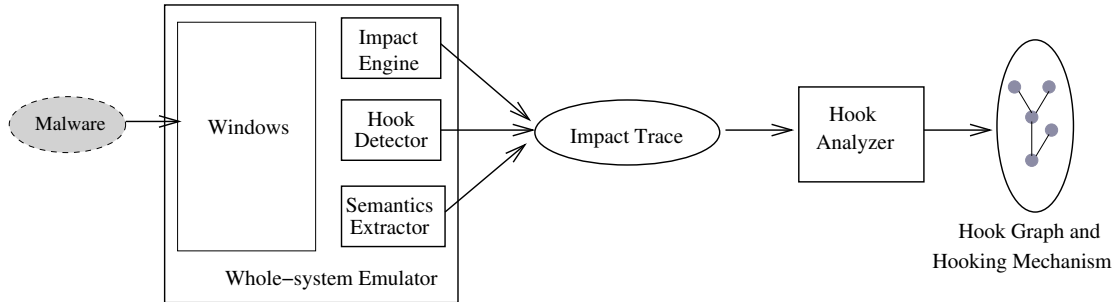 Malware
Windows
Impact
Engine
Hook
Detector
Semantics
Extractor
Whole-system Emulator
Impact Trace
Hook
Analyzer
Hook Graph and
Hooking Mechanism